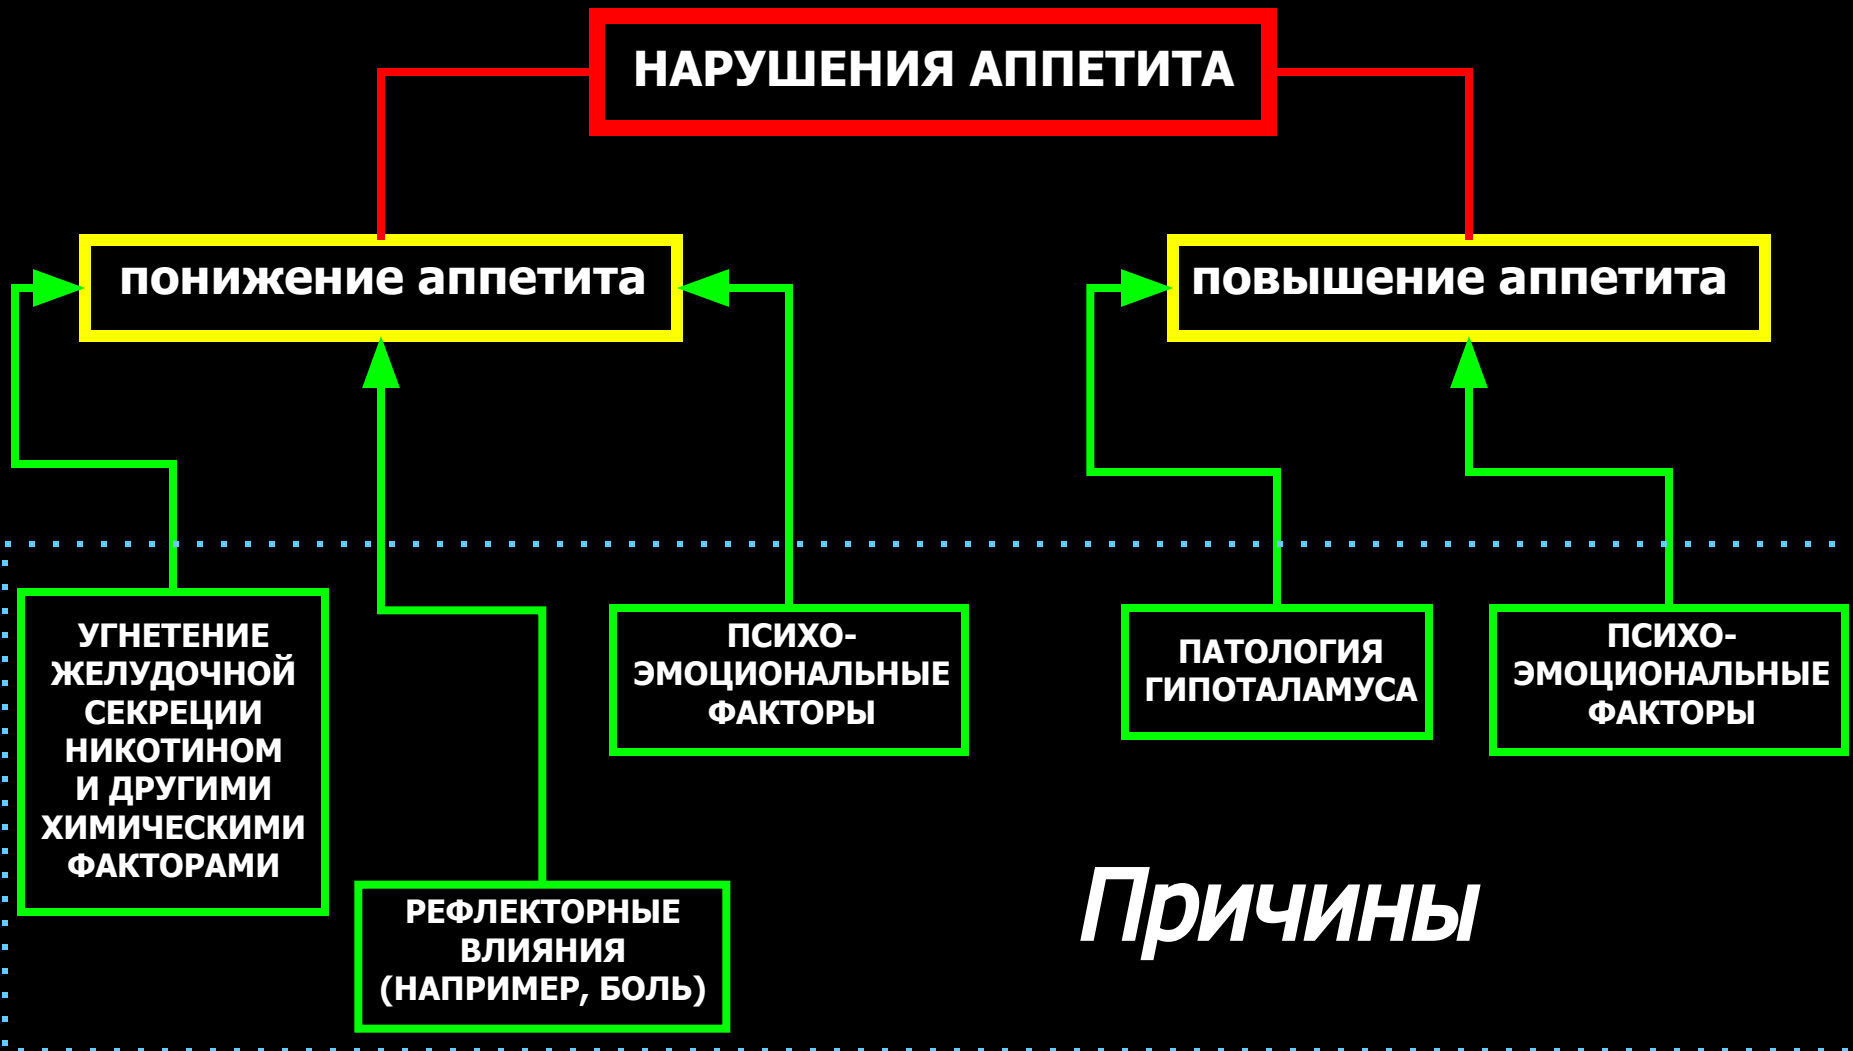 НАРУШЕНИЯ АППЕТИТА
понижение аппетита
повышение аппетита
УГНЕТЕНИЕ
ЖЕЛУДОЧНОЙ
СЕКРЕЦИИ
НИКОТИНОМ
И ДРУГИМИ
ХИМИЧЕСКИМИ
ФАКТОРАМИ
РЕФЛЕКТОРНЫЕ
ВЛИЯНИЯ
(НАПРИМЕР, БОЛЬ)
ПСИХО-
ЭМОЦИОНАЛЬНЫЕ
ФАКТОРЫ
ПАТОЛОГИЯ
ГИПОТАЛАМУСА
ПСИХО-
ЭМОЦИОНАЛЬНЫЕ
ФАКТОРЫ
Причины